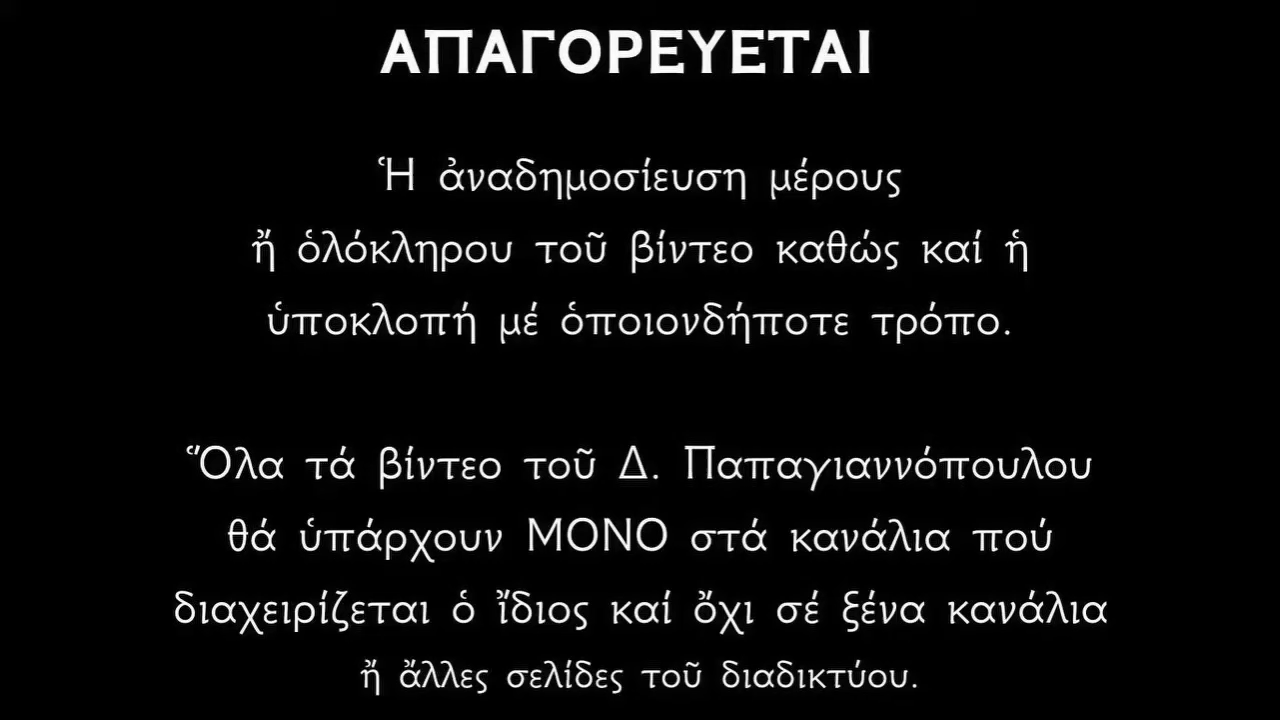 ΑΠΑΓΟΡΕΥΕΤΑΙ
Ἡ ἀναδημοσίευση μέρους
ἤ ὁλόκληρου τοῦ βίντεο καθώς καί ἡ
ὑποκλοπή μέ ὁποιονδήποτε τρόπο.
Ὅλα τά βίντεο τοῦ Δ. Παπαγιαννόπουλου
θά ὑπάρχουν ΜΟΝΟ στά κανάλια πού
διαχειρίζεται ὁ ἴδιος καί ὄχι σέ ξένα κανάλια
ἤ ἄλλες σελίδες τοῦ διαδικτύου.